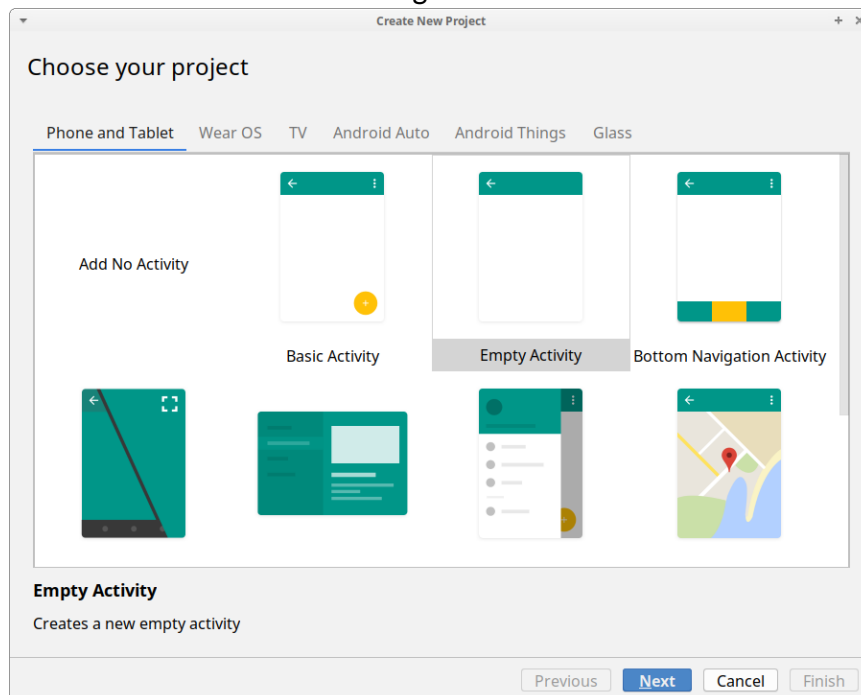 Create New Project
Choose your project
Phone and Tablet Wear OS TV Android Auto Android Things Glass
Add No Activity
Basic Activity
Empty Activity
Bottom Navigation Activity
Empty Activity
Creates a new empty activity
Previous Next Cancel Finish